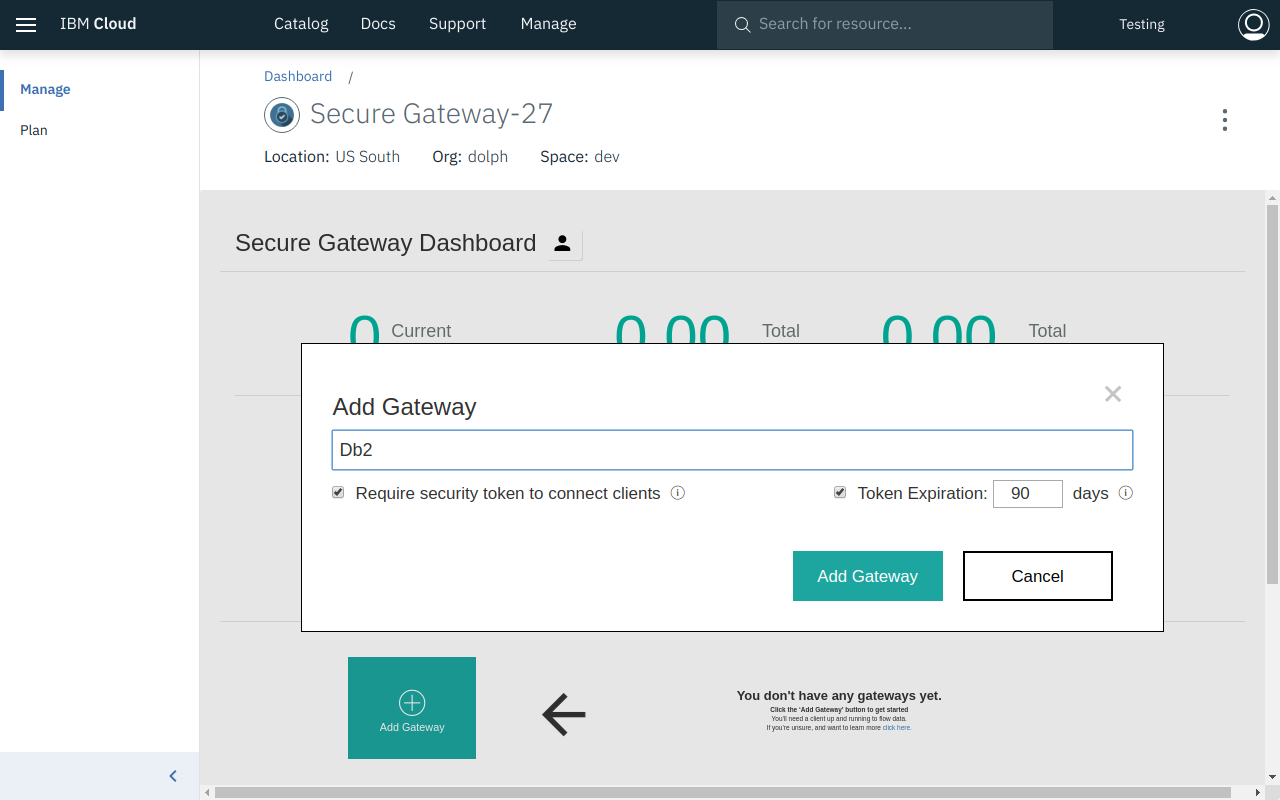 IBM Cloud Catalog Docs Support Manage Search for resource... Testing
Manage
Plan
Dashboard /
Secure Gateway-27
Location: US South Org: dolph Space: dev
Secure Gateway Dashboard
0 Current 0.00 Total 0.00 Total
Add Gateway
Db2
Require security token to connect clients Token Expiration: 90 days
Add Gateway Cancel
Add Gateway
You don't have any gateways yet.
Click the 'Add Gateway' button to get started
You'll need a client up and running to flow data.
If you're unsure, and want to learn more click here.